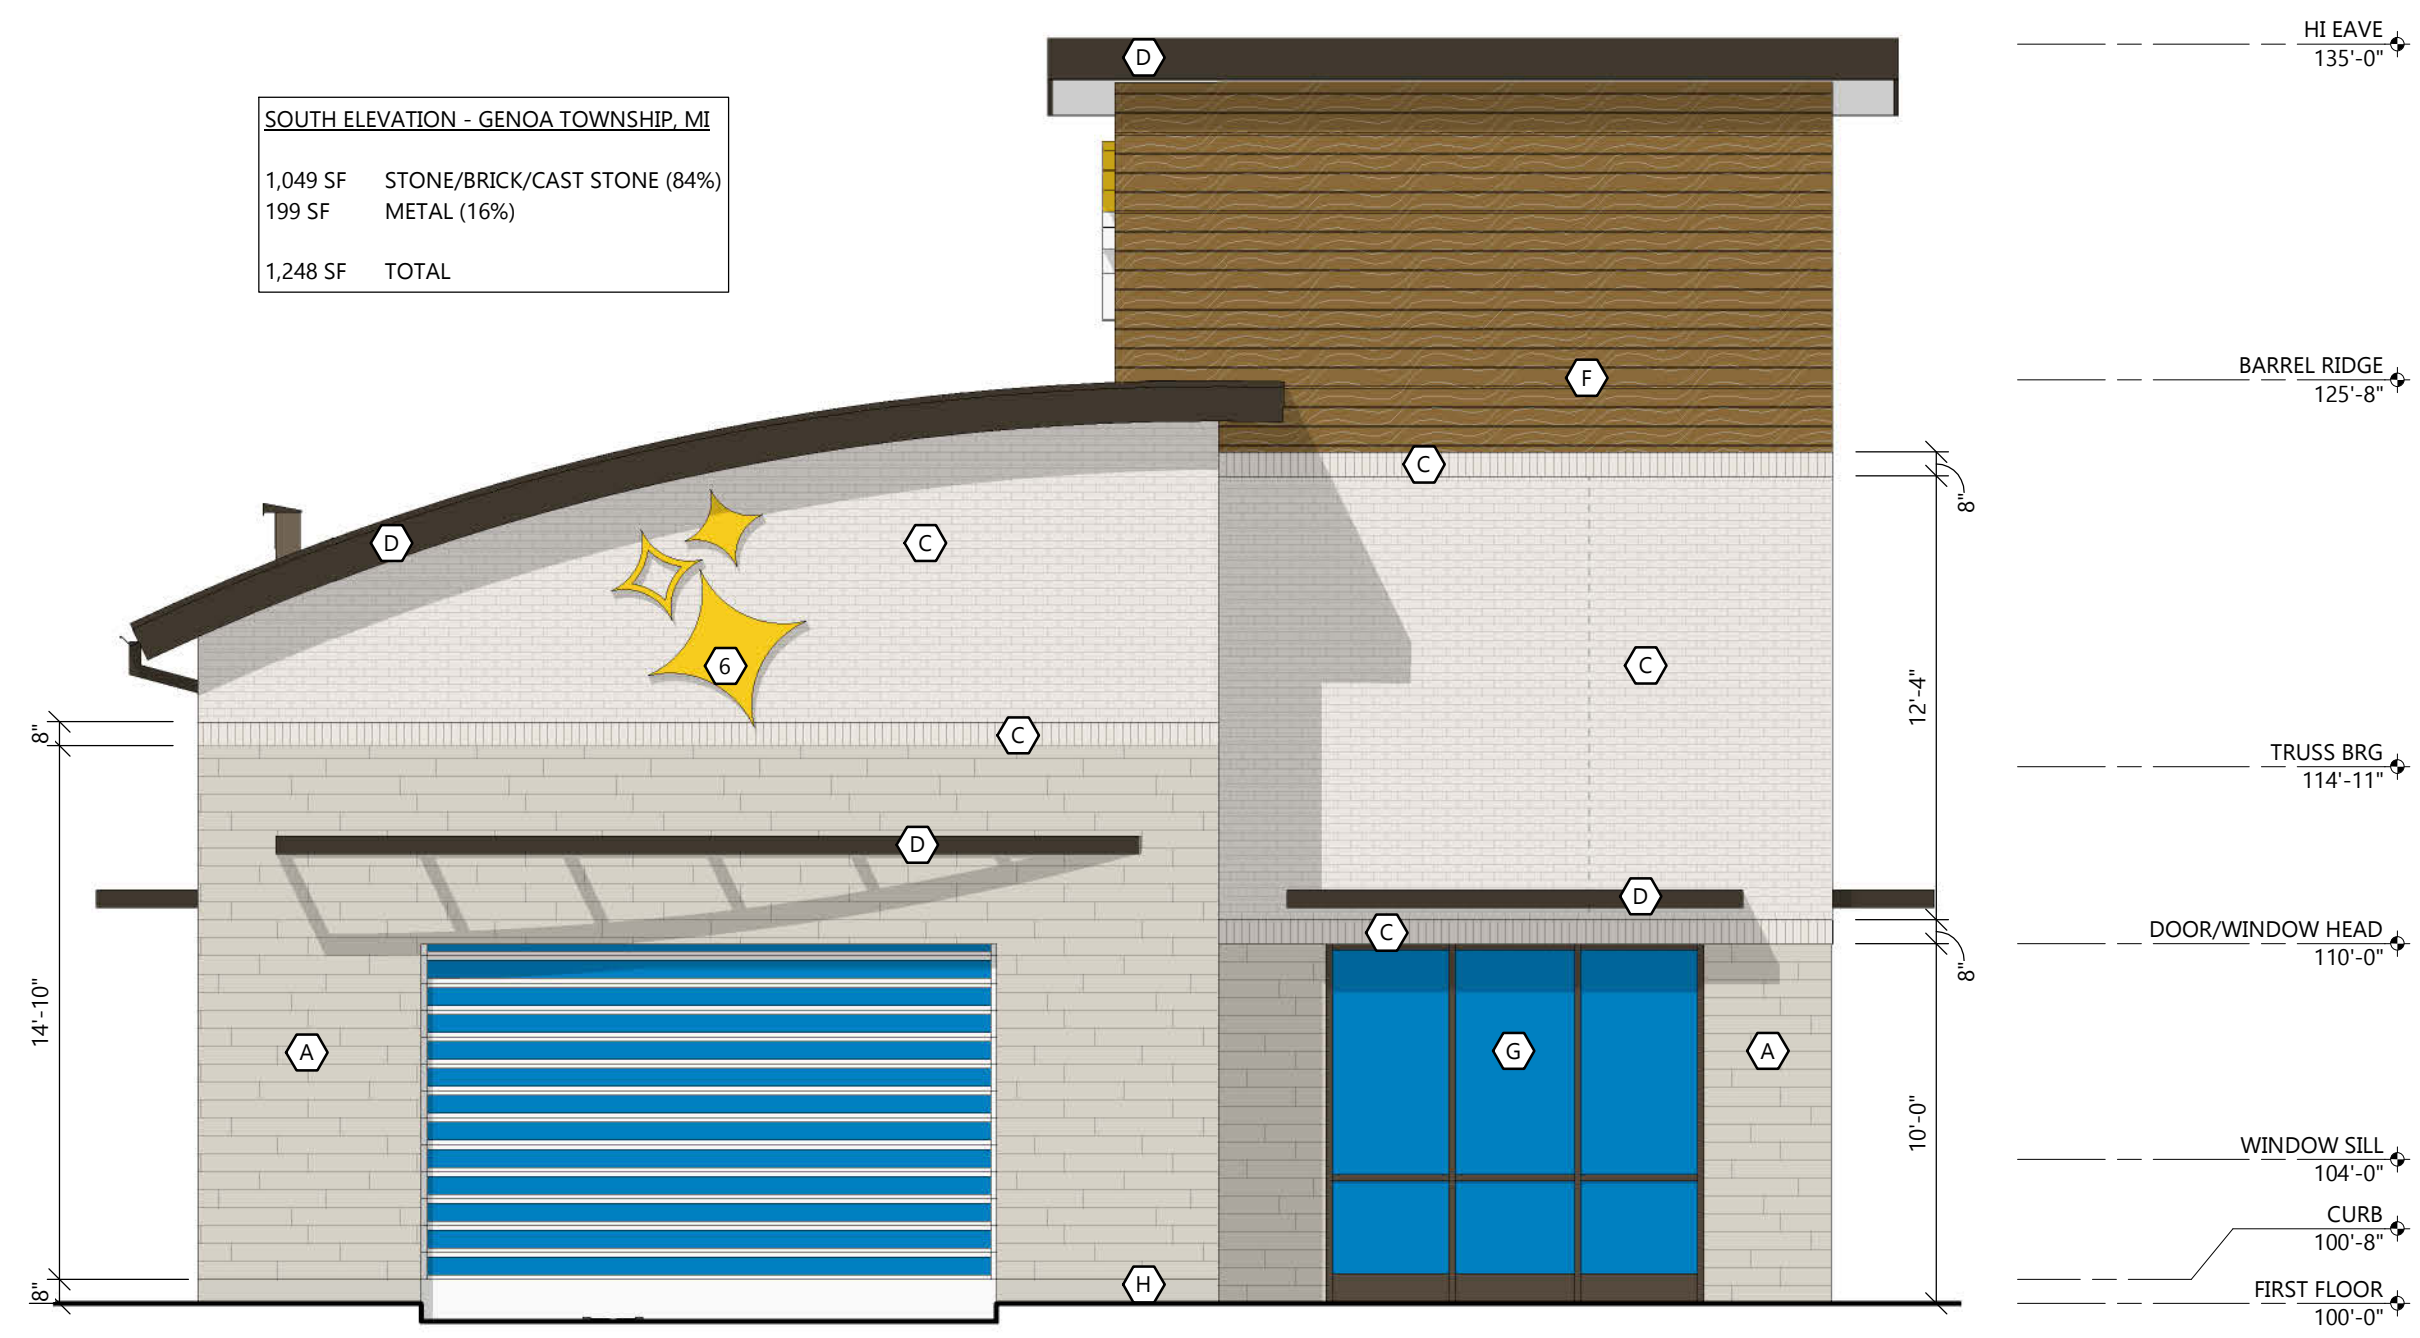 SOUTH ELEVATION - GENOA TOWNSHIP, MI
1,049 SF STONE/BRICK/CAST STONE (84%)
199 SF METAL (16%)
1,248 SF TOTAL
D
HI EAVE
135'-0"
F
BARREL RIDGE
125'-8"
C
8"
D
C
6
C
12'-4"
8"
C
TRUSS BRG
114'-11"
D
D
C
DOOR/WINDOW HEAD
110'-0"
8"
14'-10"
A
G
A
10'-0"
WINDOW SILL
104'-0"
CURB
100'-8"
8"
H
FIRST FLOOR
100'-0"